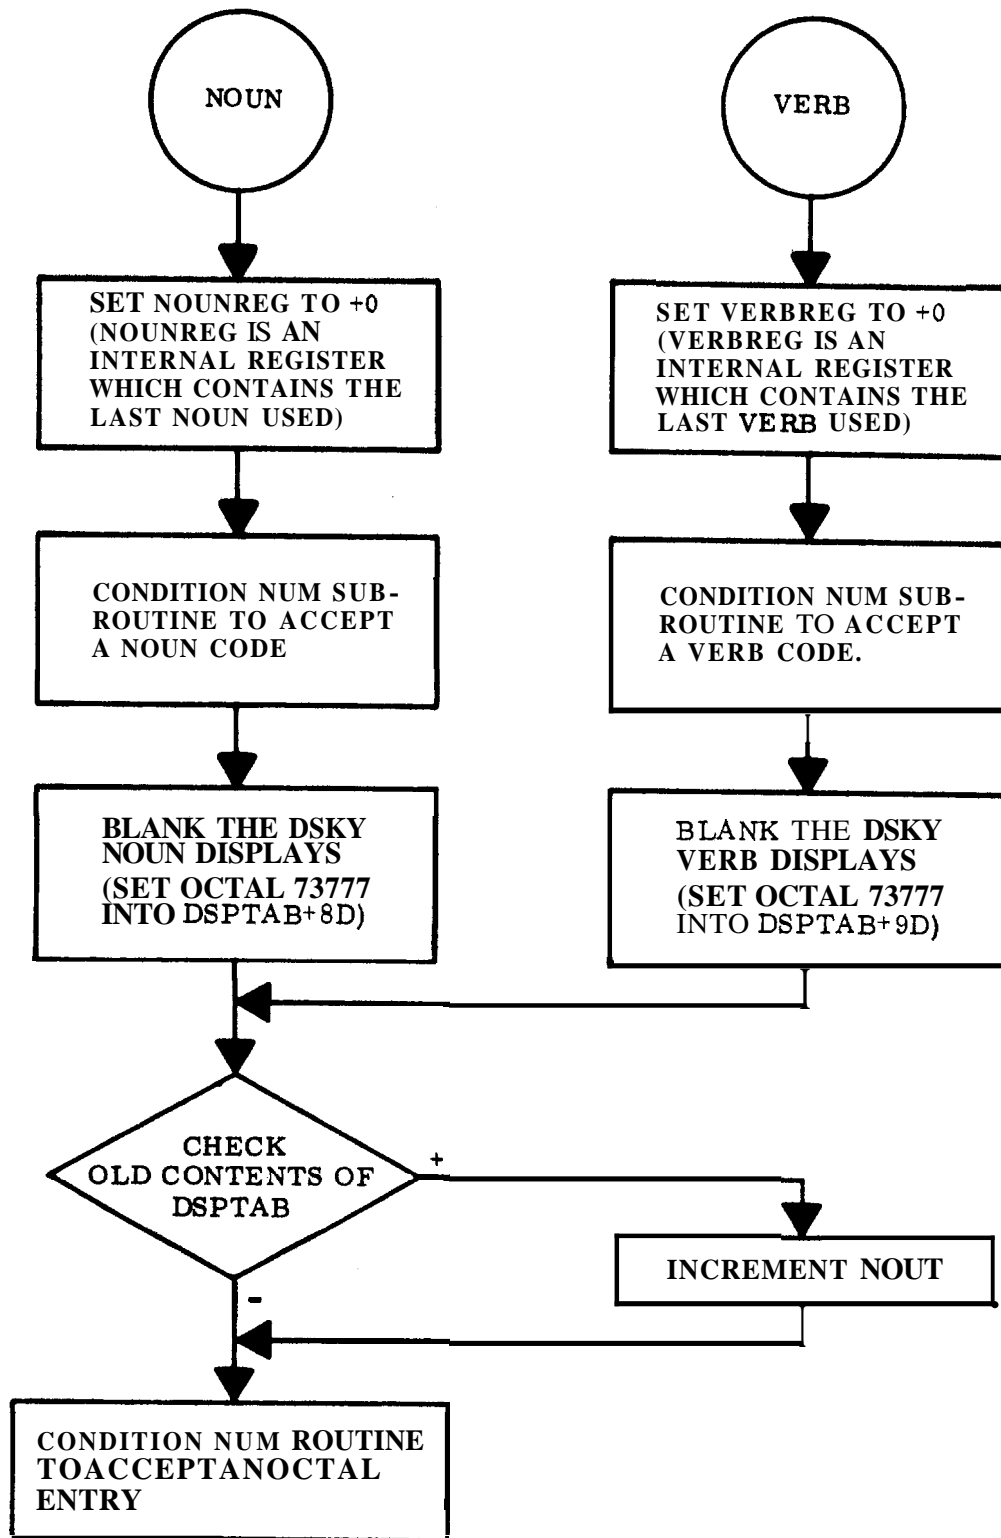 NOUN
SET NOUNREG TO +0
(NOUNREG IS AN
INTERNAL REGISTER
WHICH CONTAINS THE
LAST NOUN USED)
CONDITION NUM SUB-
ROUTINE TO ACCEPT
A NOUN CODE
BLANK THE DSKY
NOUN DISPLAYS
(SET OCTAL 73777
INTO DSPTAB+8D)
VERB
SET VERBREG TO +0
(VERBREG IS AN
INTERNAL REGISTER
WHICH CONTAINS THE
LAST VERB USED)
CONDITION NUM SUB-
ROUTINE TO ACCEPT
A VERB CODE.
BLANK THE DSKY
VERB DISPLAYS
(SET OCTAL 73777
INTO DSPTAB+9D)
CHECK
OLD CONTENTS OF
DSPTAB
+
-
INCREMENT NOUT
CONDITION NUM ROUTINE
TOACCEPTANOCTAL
ENTRY